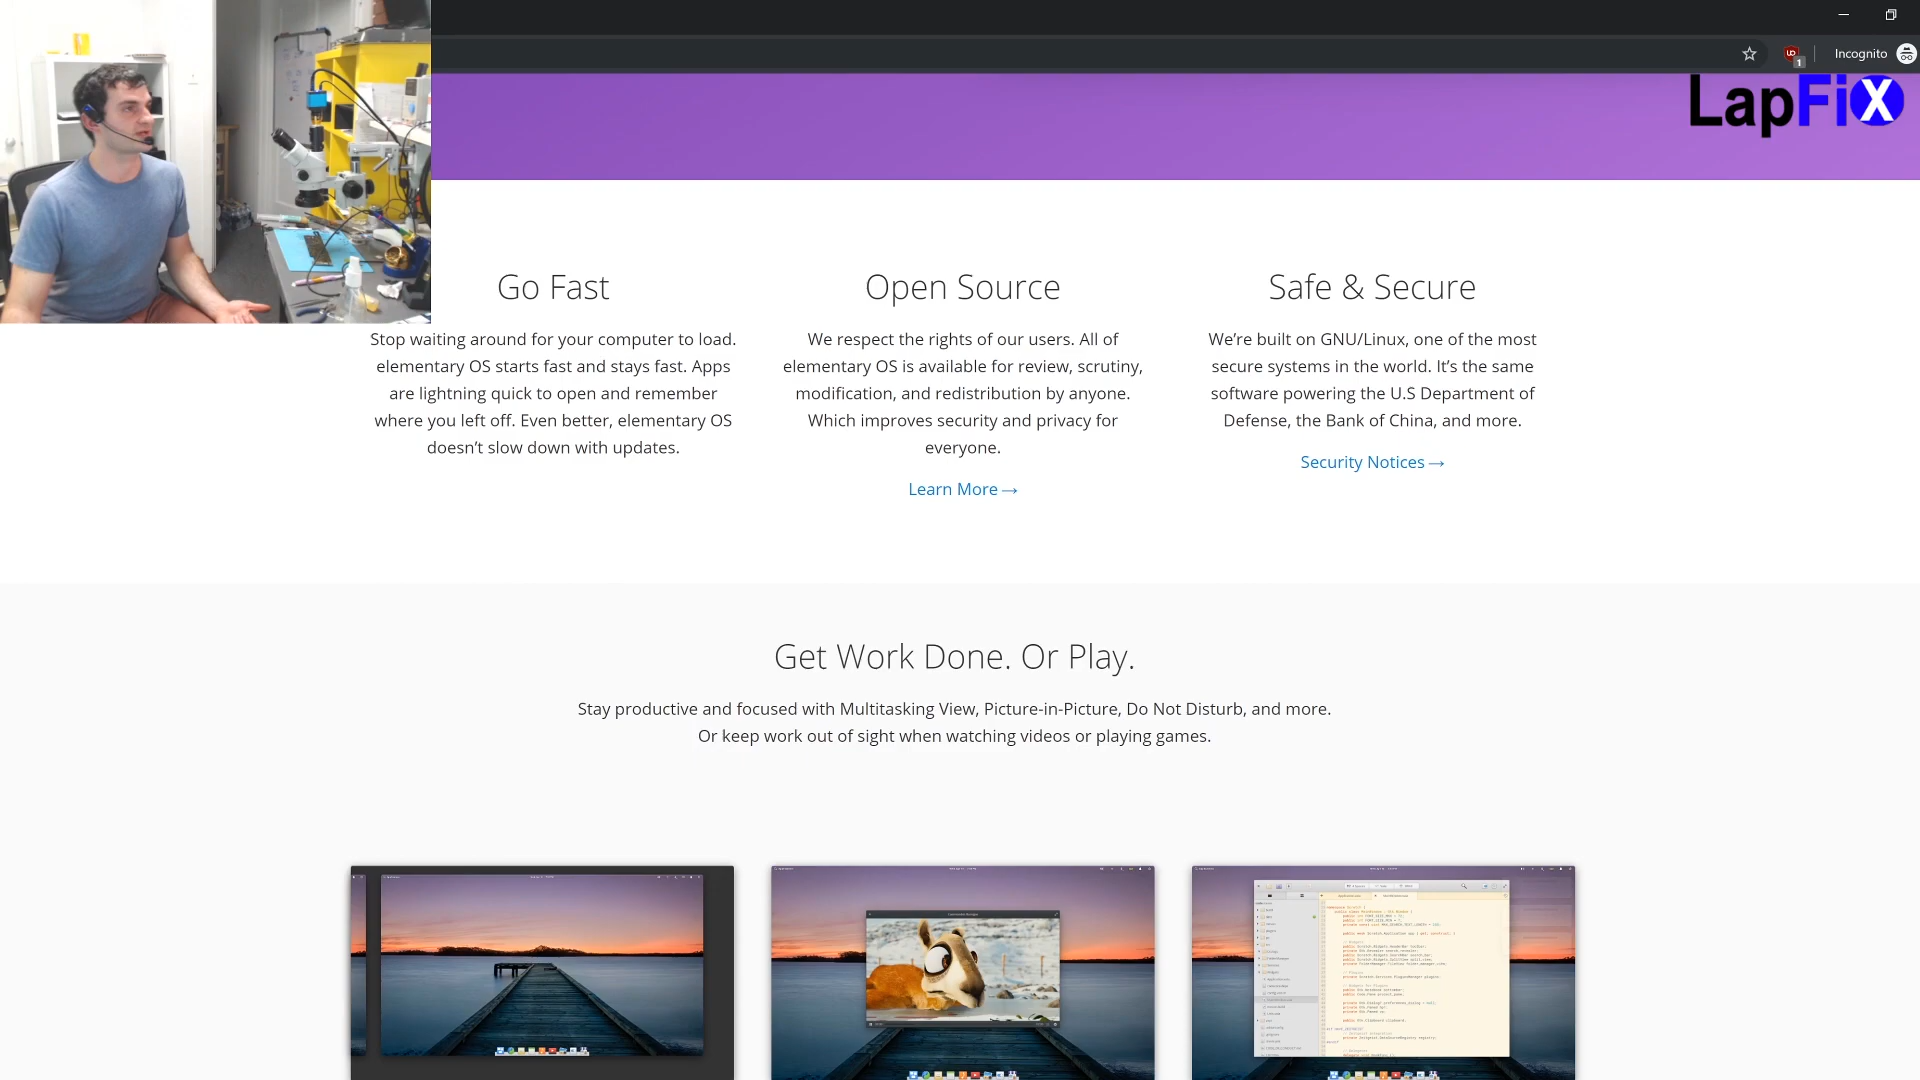 Incognito
1
LapFix
Go Fast
Stop waiting around for your computer to load.
elementary OS starts fast and stays fast. Apps
are lightning quick to open and remember
where you left off. Even better, elementary OS
doesn’t slow down with updates.
Open Source
We respect the rights of our users. All of
elementary OS is available for review, scrutiny,
modification, and redistribution by anyone.
Which improves security and privacy for
everyone.
Learn More →
Safe & Secure
We’re built on GNU/Linux, one of the most
secure systems in the world. It’s the same
software powering the U.S Department of
Defense, the Bank of China, and more.
Security Notices →
Get Work Done. Or Play.
Stay productive and focused with Multitasking View, Picture-in-Picture, Do Not Disturb, and more.
Or keep work out of sight when watching videos or playing games.